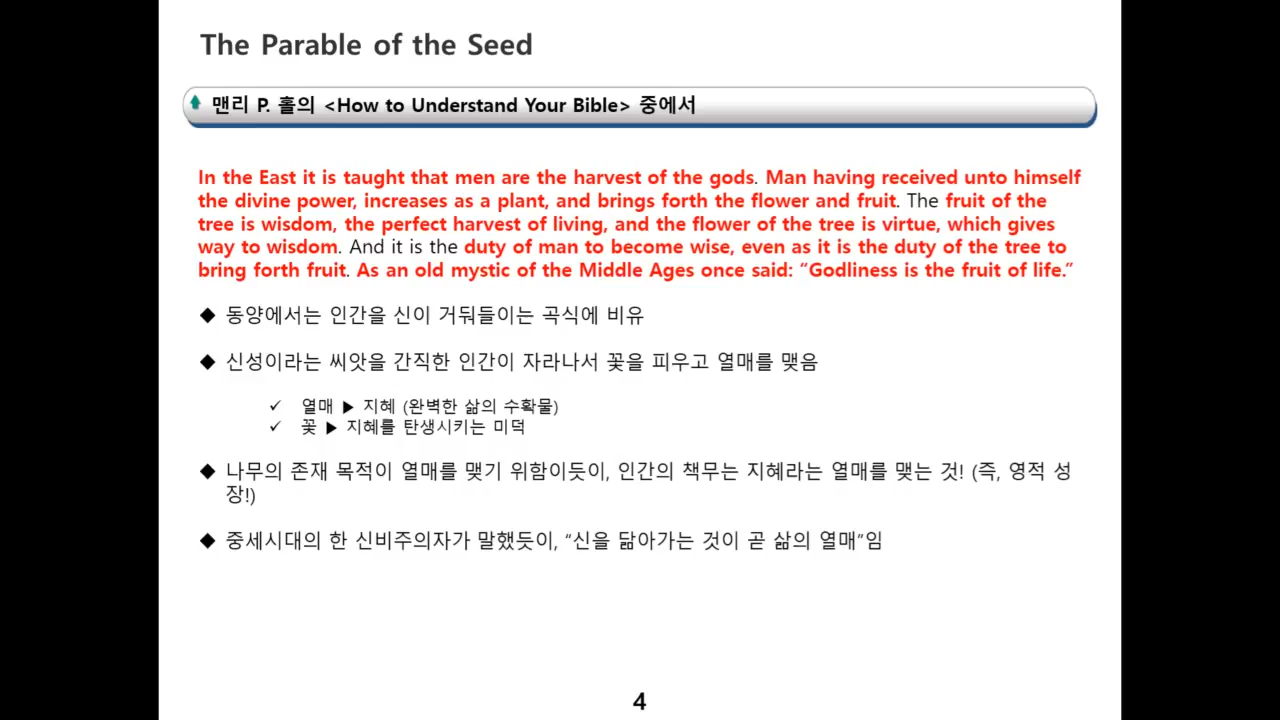 The Parable of the Seed
맨리 P. 홀의 <How to Understand Your Bible> 중에서
In the East it is taught that men are the harvest of the gods. Man having received unto himself
the divine power, increases as a plant, and brings forth the flower and fruit. The fruit of the
tree is wisdom, the perfect harvest of living, and the flower of the tree is virtue, which gives
way to wisdom. And it is the duty of man to become wise, even as it is the duty of the tree to
bring forth fruit. As an old mystic of the Middle Ages once said: “Godliness is the fruit of life.”
◆ 동양에서는 인간을 신이 거둬들이는 곡식에 비유
◆ 신성이라는 씨앗을 간직한 인간이 자라나서 꽃을 피우고 열매를 맺음
✓ 열매 ▶ 지혜 (완벽한 삶의 수확물)
✓ 꽃 ▶ 지혜를 탄생시키는 미덕
◆ 나무의 존재 목적이 열매를 맺기 위함이듯이, 인간의 책무는 지혜라는 열매를 맺는 것! (즉, 영적 성
장!)
◆ 중세시대의 한 신비주의자가 말했듯이, “신을 닮아가는 것이 곧 삶의 열매”임
4